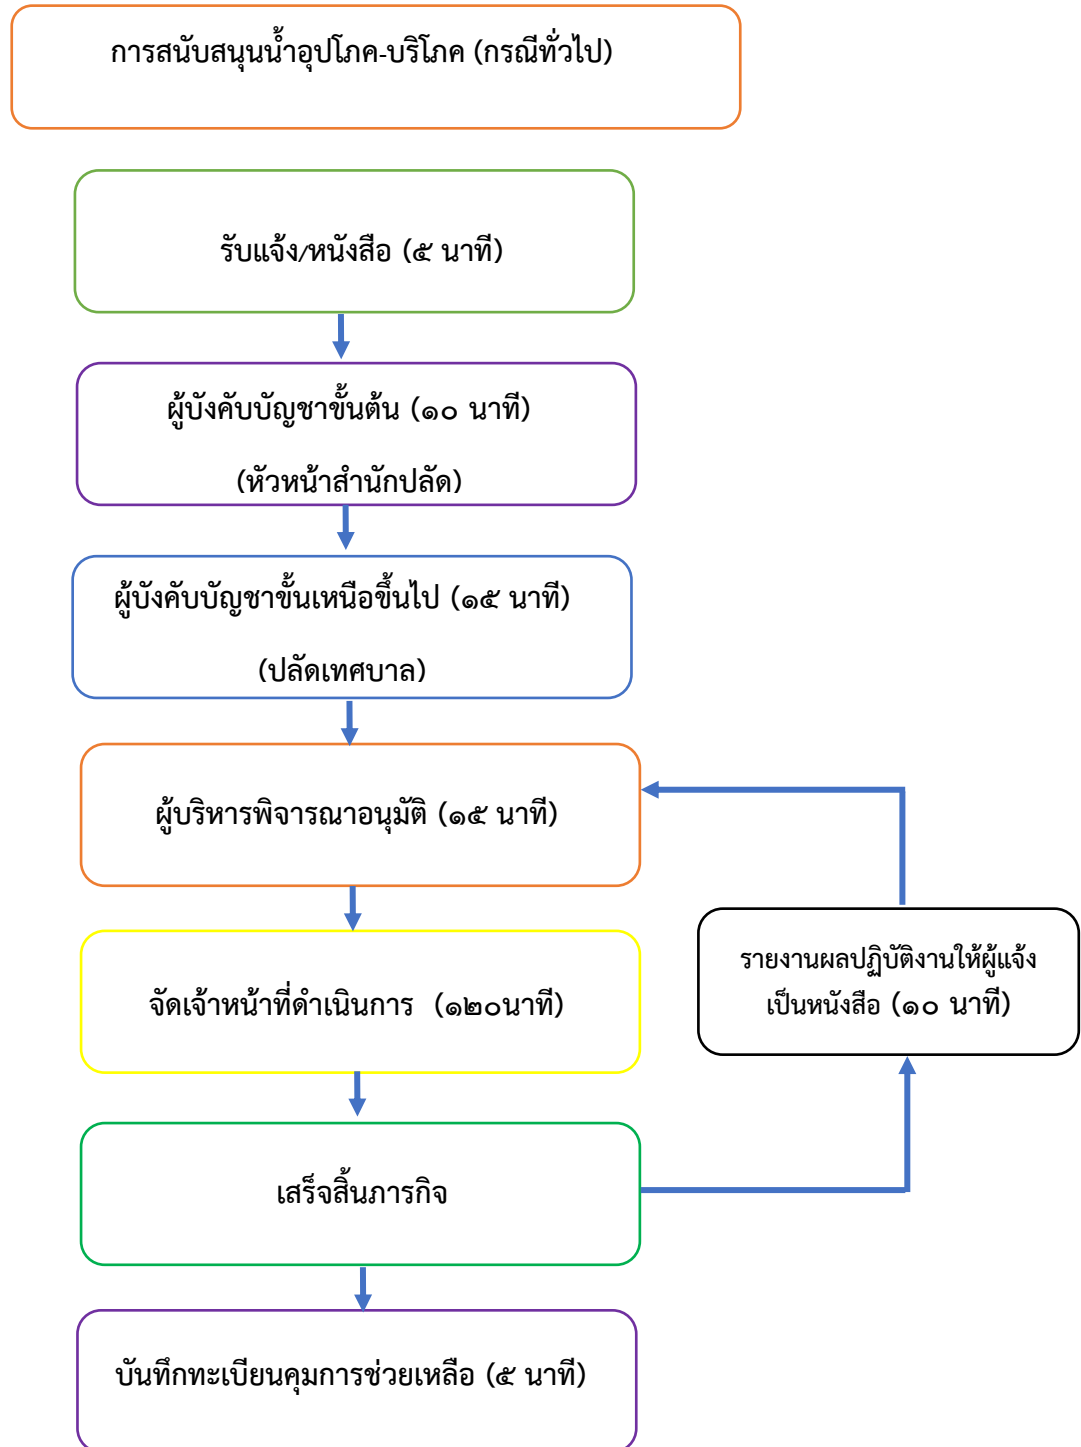 การสนับสนุนน้ำอุปโภค-บริโภค (กรณีทั่วไป)
รับแจ้ง/หนังสือ (๕ นาที)
ผู้บังคับบัญชาขั้นต้น (๑๐ นาที)
(หัวหน้าสำนักปลัด)
ผู้บังคับบัญชาขั้นเหนือขึ้นไป (๑๕ นาที)
(ปลัดเทศบาล)
ผู้บริหารพิจารณาอนุมัติ (๑๕ นาที)
จัดเจ้าหน้าที่ดำเนินการ (๑๒๐นาที)
รายงานผลปฏิบัติงานให้ผู้แจ้ง
เป็นหนังสือ (๑๐ นาที)
เสร็จสิ้นภารกิจ
บันทึกทะเบียนคุมการช่วยเหลือ (๕ นาที)